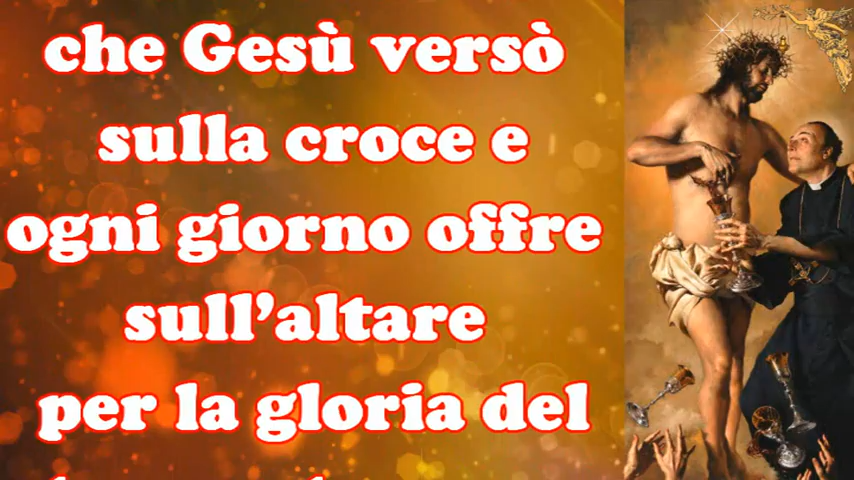 che Gesù versò
sulla croce e
ogni giorno offre
sull’altare
per la gloria del